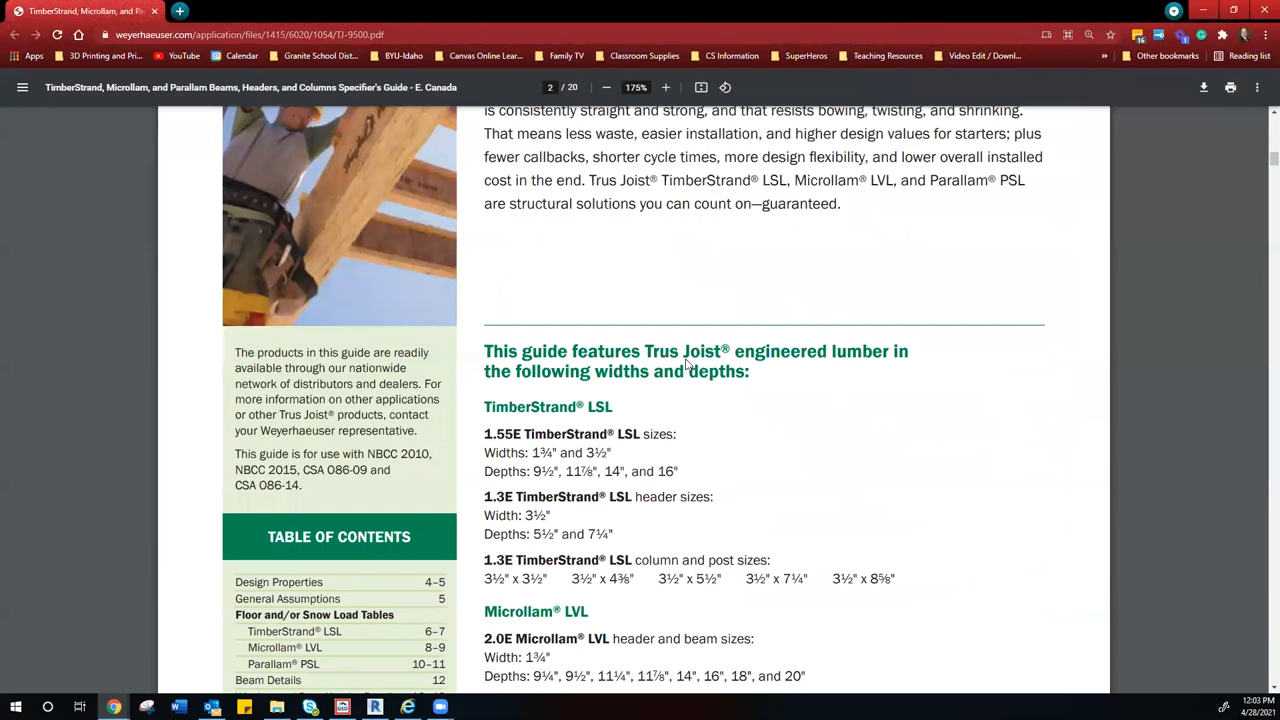 TimberStrand, Microllam, and Pa
weyerhaeuser.com/application/files/1415/6020/1054/TJ-9500.pdf
Apps
3D Printing and Pri...
YouTube
Calendar
Granite School Dist...
BYU-Idaho
Canvas Online Lear...
Family TV
Classroom Supplies
CS Information
SuperHeros
Teaching Resources
Video Edit / Downl...
»
Other bookmarks
Reading list
TimberStrand, Microllam, and Parallam Beams, Headers, and Columns Specifier's Guide - E. Canada
2 / 20
175%
is consistently straight and strong, and that resists bowing, twisting, and shrinking.
That means less waste, easier installation, and higher design values for starters; plus
fewer callbacks, shorter cycle times, more design flexibility, and lower overall installed
cost in the end. Trus Joist® TimberStrand® LSL, Microllam® LVL, and Parallam® PSL
are structural solutions you can count on—guaranteed.
The products in this guide are readily
available through our nationwide
network of distributors and dealers. For
more information on other applications
or other Trus Joist® products, contact
your Weyerhaeuser representative.
This guide is for use with NBCC 2010,
NBCC 2015, CSA O86-09 and
CSA O86-14.
TABLE OF CONTENTS
Design Properties 4–5
General Assumptions 5
Floor and/or Snow Load Tables
TimberStrand® LSL 6–7
Microllam® LVL 8–9
Parallam® PSL 10–11
Beam Details 12
This guide features Trus Joist® engineered lumber in
the following widths and depths:
TimberStrand® LSL
1.55E TimberStrand® LSL sizes:
Widths: 1¾" and 3½"
Depths: 9½", 11⅞", 14", and 16"
1.3E TimberStrand® LSL header sizes:
Width: 3½"
Depths: 5½" and 7¼"
1.3E TimberStrand® LSL column and post sizes:
3½" x 3½" 3½" x 4⅜" 3½" x 5½" 3½" x 7¼" 3½" x 8⅝"
Microllam® LVL
2.0E Microllam® LVL header and beam sizes:
Width: 1¾"
Depths: 9¼", 9½", 11¼", 11⅞", 14", 16", 18", and 20"
12:03 PM
4/28/2021